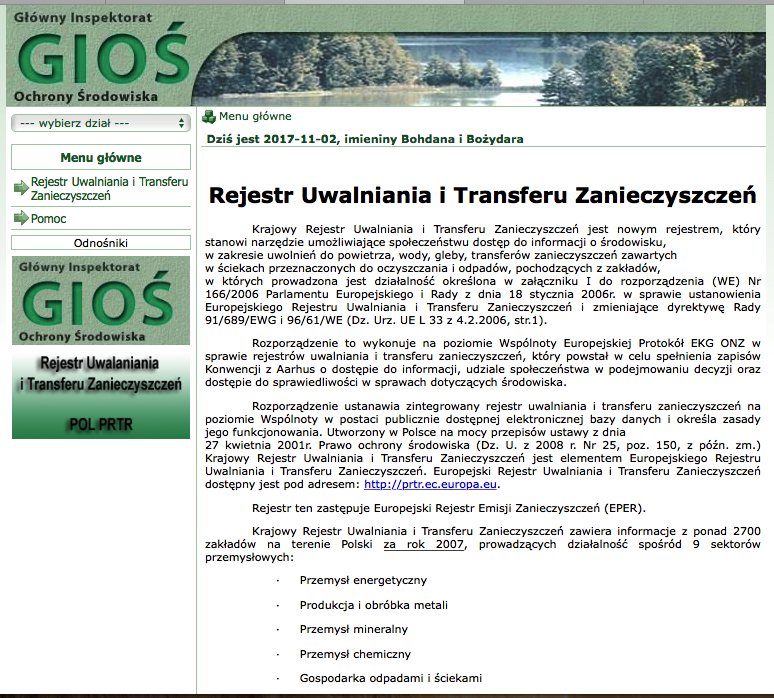 Główny Inspektorat
GIOŚ
Ochrony Środowiska
--- wybierz dział ---
Menu główne
Rejestr Uwalniania i Transferu
Zanieczyszczeń
Pomoc
Odnośniki
Główny Inspektorat
GIOŚ
Ochrony Środowiska
Rejestr Uwalaniania
i Transferu Zanieczyszczeń
POL PRTR
Menu główne
Dziś jest 2017-11-02, imieniny Bohdana i Bożydara
Rejestr Uwalniania i Transferu Zanieczyszczeń
Krajowy Rejestr Uwalniania i Transferu Zanieczyszczeń jest nowym rejestrem, który
stanowi narzędzie umożliwiające społeczeństwu dostęp do informacji o środowisku,
w zakresie uwolnień do powietrza, wody, gleby, transferów zanieczyszczeń zawartych
w ściekach przeznaczonych do oczyszczania i odpadów, pochodzących z zakładów,
w których prowadzona jest działalność określona w załączniku I do rozporządzenia (WE) Nr
166/2006 Parlamentu Europejskiego i Rady z dnia 18 stycznia 2006r. w sprawie ustanowienia
Europejskiego Rejestru Uwalniania i Transferu Zanieczyszczeń i zmieniające dyrektywę Rady
91/689/EWG i 96/61/WE (Dz. Urz. UE L 33 z 4.2.2006, str.1).
Rozporządzenie to wykonuje na poziomie Wspólnoty Europejskiej Protokół EKG ONZ w
sprawie rejestrów uwalniania i transferu zanieczyszczeń, który powstał w celu spełnienia zapisów
Konwencji z Aarhus o dostępie do informacji, udziale społeczeństwa w podejmowaniu decyzji oraz
dostępie do sprawiedliwości w sprawach dotyczących środowiska.
Rozporządzenie ustanawia zintegrowany rejestr uwalniania i transferu zanieczyszczeń na
poziomie Wspólnoty w postaci publicznie dostępnej elektronicznej bazy danych i określa zasady
jego funkcjonowania. Utworzony w Polsce na mocy przepisów ustawy z dnia
27 kwietnia 2001r. Prawo ochrony środowiska (Dz. U. z 2008 r. Nr 25, poz. 150, z późn. zm.)
Krajowy Rejestr Uwalniania i Transferu Zanieczyszczeń jest elementem Europejskiego Rejestru
Uwalniania i Transferu Zanieczyszczeń. Europejski Rejestr Uwalniania i Transferu Zanieczyszczeń
dostępny jest pod adresem: http://prtr.ec.europa.eu.
Rejestr ten zastępuje Europejski Rejestr Emisji Zanieczyszczeń (EPER).
Krajowy Rejestr Uwalniania i Transferu Zanieczyszczeń zawiera informacje z ponad 2700
zakładów na terenie Polski za rok 2007, prowadzących działalność spośród 9 sektorów
przemysłowych:
· Przemysł energetyczny
· Produkcja i obróbka metali
· Przemysł mineralny
· Przemysł chemiczny
· Gospodarka odpadami i ściekami